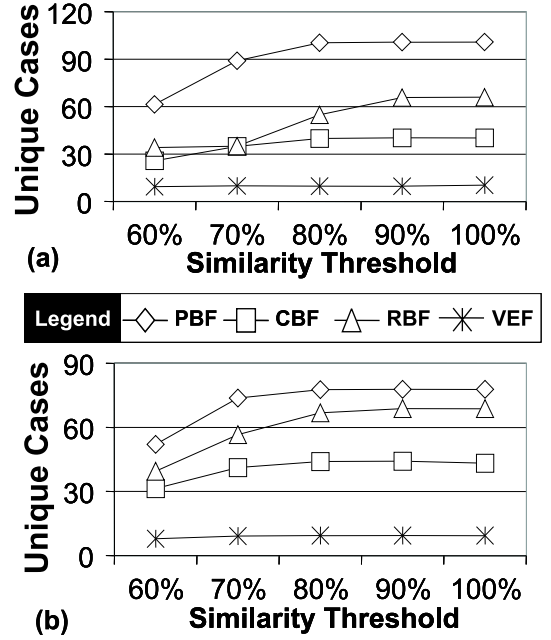 120
90
60
30
0
Unique Cases
60% 70% 80% 90% 100%
(a) Similarity Threshold
Legend PBF CBF RBF VEF
90
60
30
0
Unique Cases
60% 70% 80% 90% 100%
(b) Similarity Threshold